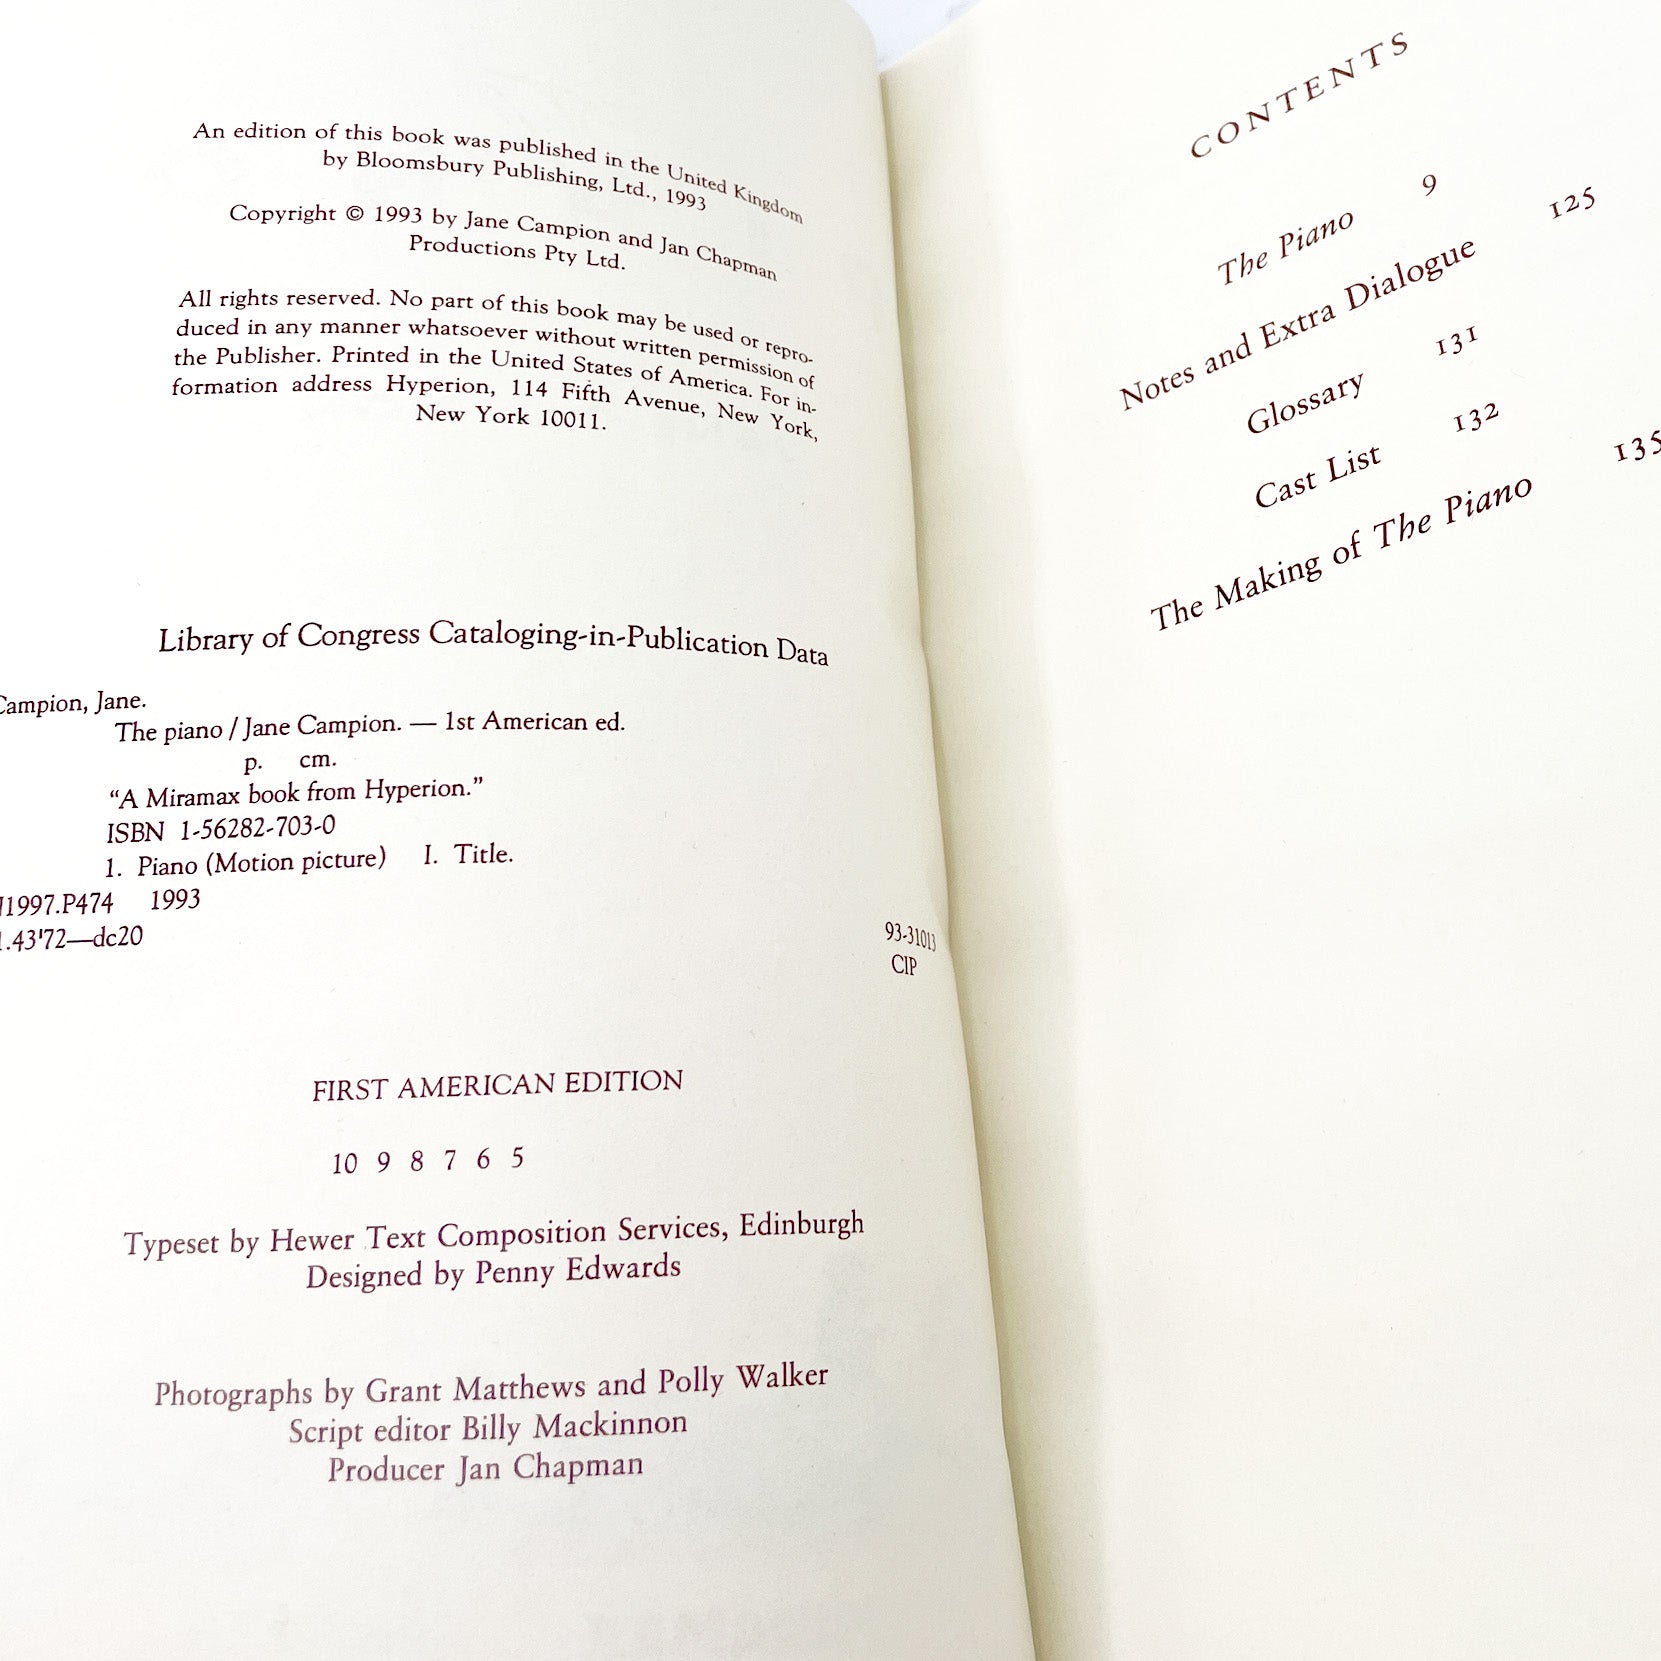 An edition of this book was published in the United Kingdom
by Bloomsbury Publishing, Ltd., 1993
Copyright © 1993 by Jane Campion and Jan Chapman
Productions Pty Ltd.
All rights reserved. No part of this book may be used or repro-
duced in any manner whatsoever without written permission of
the Publisher. Printed in the United States of America. For in-
formation address Hyperion, 114 Fifth Avenue, New York,
New York 10011.
Library of Congress Cataloging-in-Publication Data
Campion, Jane.
The piano / Jane Campion. — 1st American ed.
p. cm.
“A Miramax book from Hyperion.”
ISBN 1-56282-703-0
1. Piano (Motion picture) I. Title.
1997.P474 1993
.43'72—dc20
93-31013
CIP
FIRST AMERICAN EDITION
10 9 8 7 6 5
Typeset by Hewer Text Composition Services, Edinburgh
Designed by Penny Edwards
Photographs by Grant Matthews and Polly Walker
Script editor Billy Mackinnon
Producer Jan Chapman
CONTENTS
The Piano 9
Notes and Extra Dialogue 125
Glossary 131
Cast List 132
The Making of The Piano 135